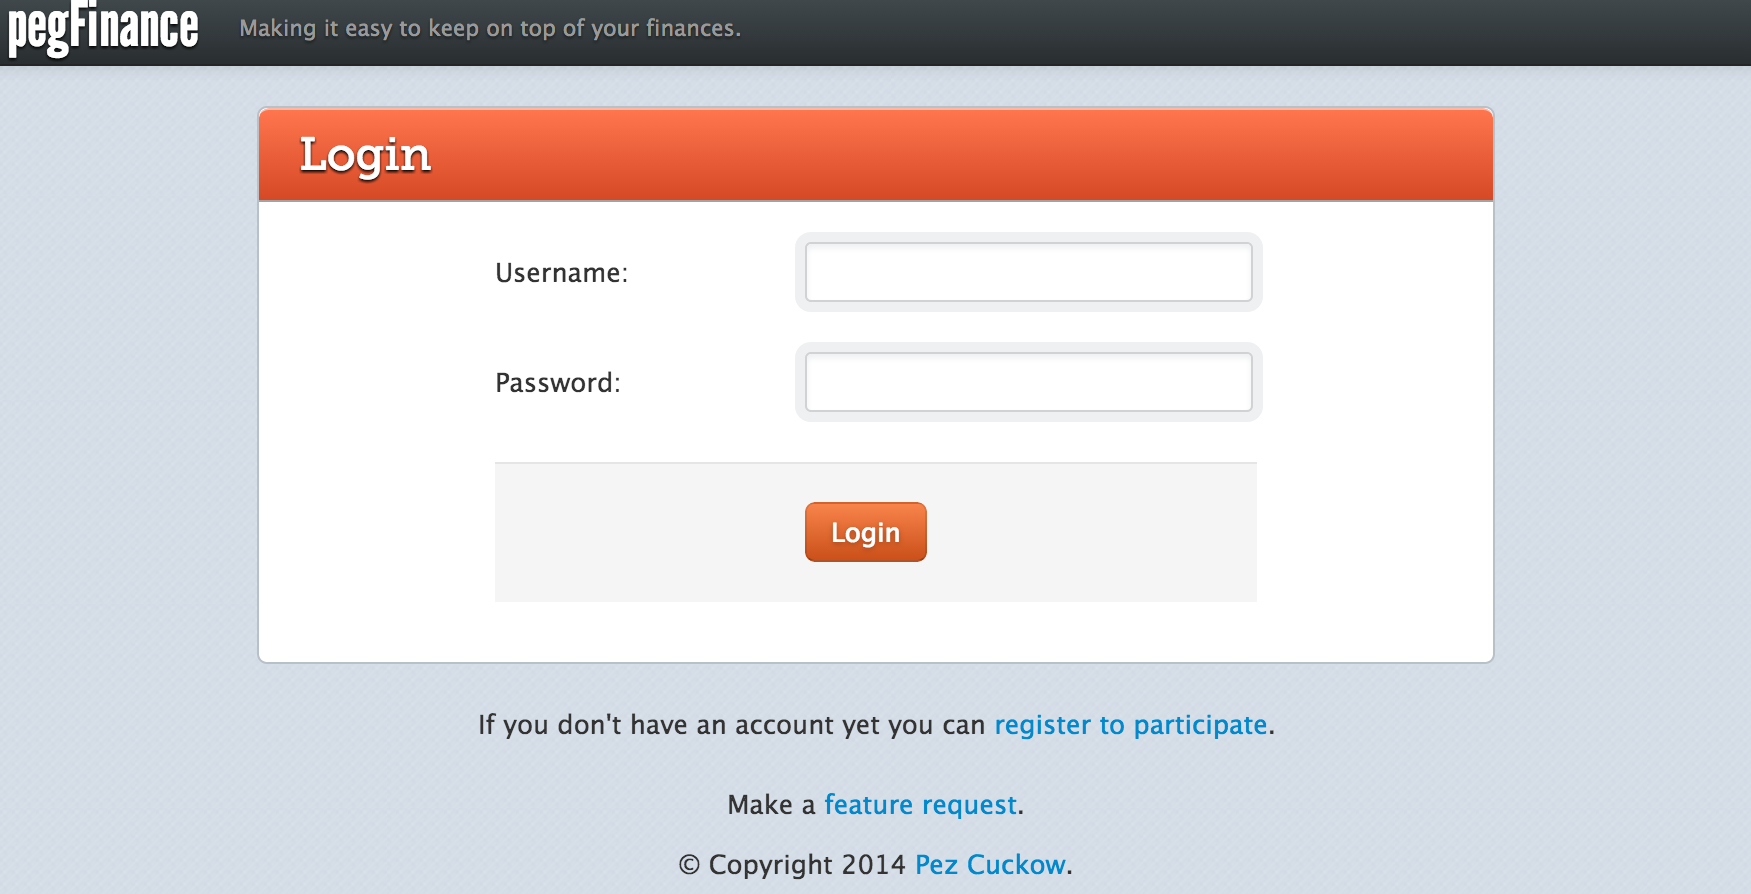 pegFinance Making it easy to keep on top of your finances.
Login
Username:
Password:
Login
If you don't have an account yet you can register to participate.
Make a feature request.
© Copyright 2014 Pez Cuckow.